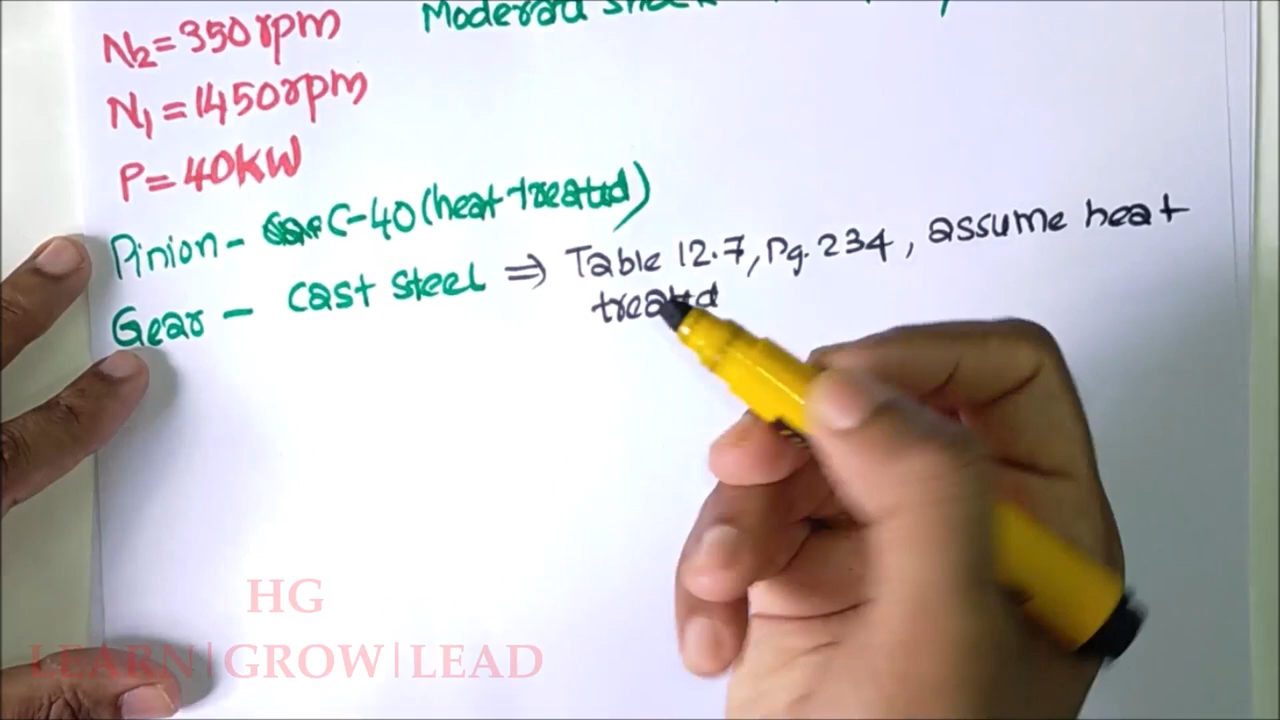 N2=350rpm
Moderate shock
N1=1450rpm
P=40KW
Pinion- C-40(heat treated)
Gear - cast steel ⇒ Table 12.7, Pg. 234, assume heat
treated
HG
LEARN|GROW|LEAD